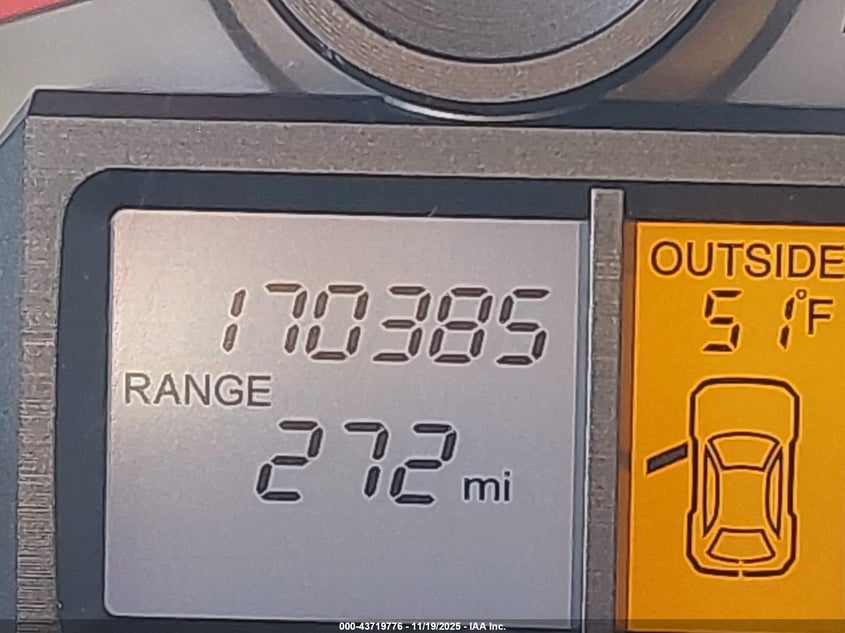 170385
RANGE
272 mi
OUTSIDE
51°F
000-43719776 - 11/19/2025 - IAA Inc.